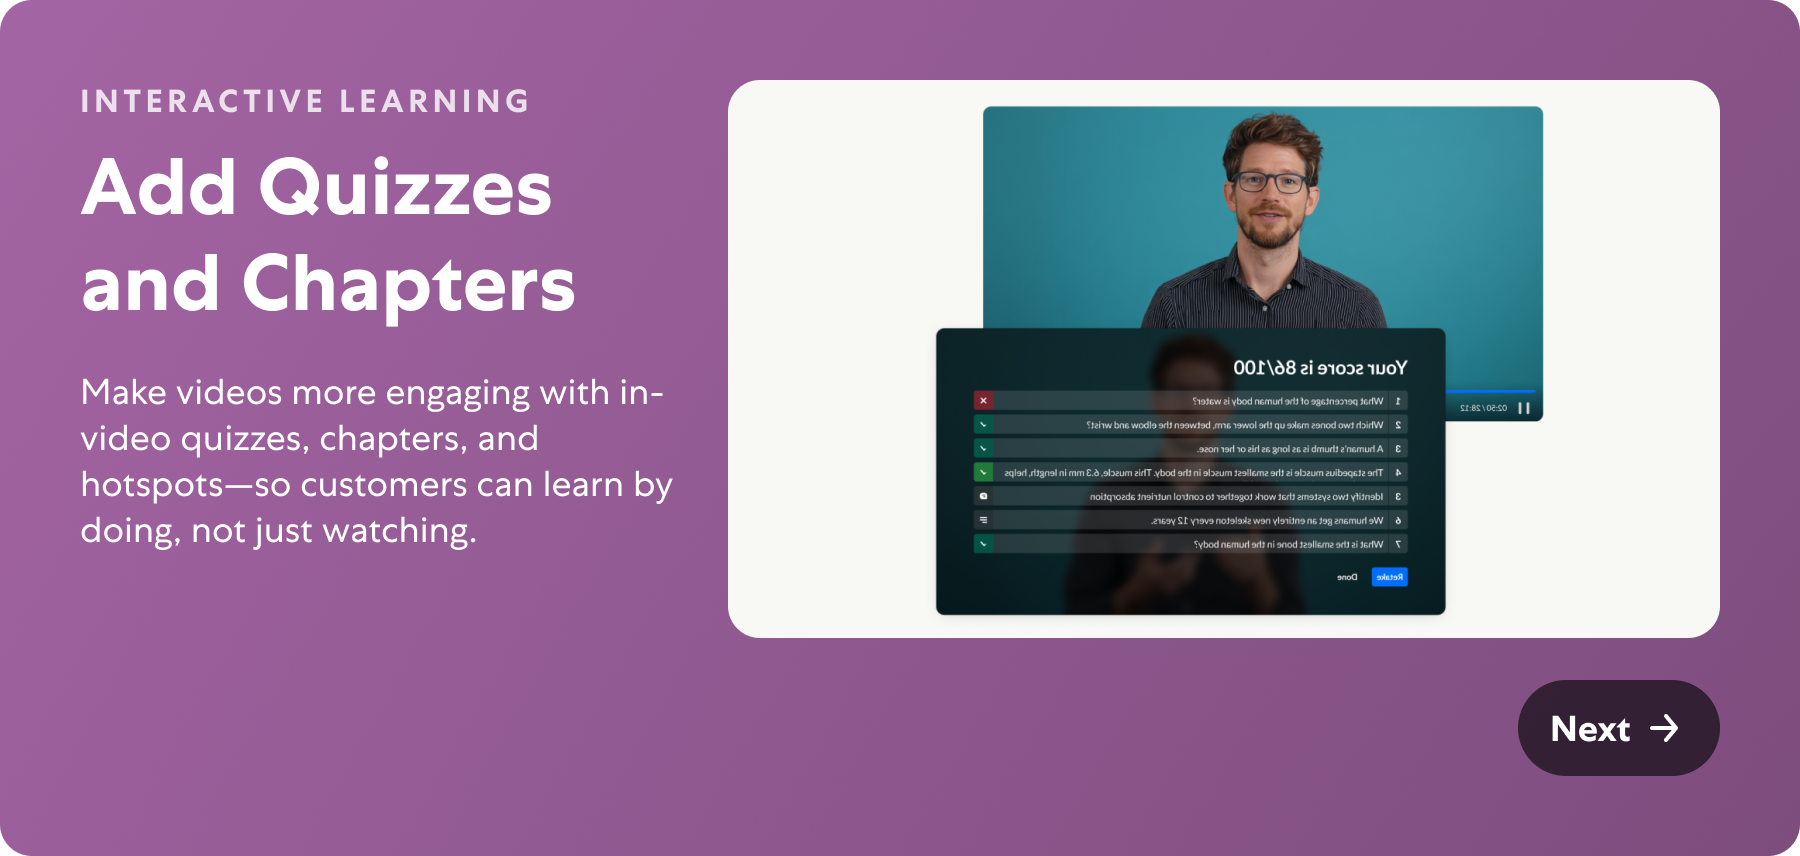 INTERACTIVE LEARNING
Add Quizzes
and Chapters
Make videos more engaging with in-
video quizzes, chapters, and
hotspots—so customers can learn by
doing, not just watching.
02:50 / 28:12
Your score is 86/100
1 What percentage of the human body is water?
2 Which two bones make up the lower arm, between the elbow and wrist?
3 A human's thumb is as long as his or her nose.
4 The stapedius muscle is the smallest muscle in the body. This muscle, 6.3 mm in length, helps
3 Identify two systems that work together to control nutrient absorption
6 We humans get an entirely new skeleton every 12 years.
7 What is the smallest bone in the human body?
Retake Done
Next